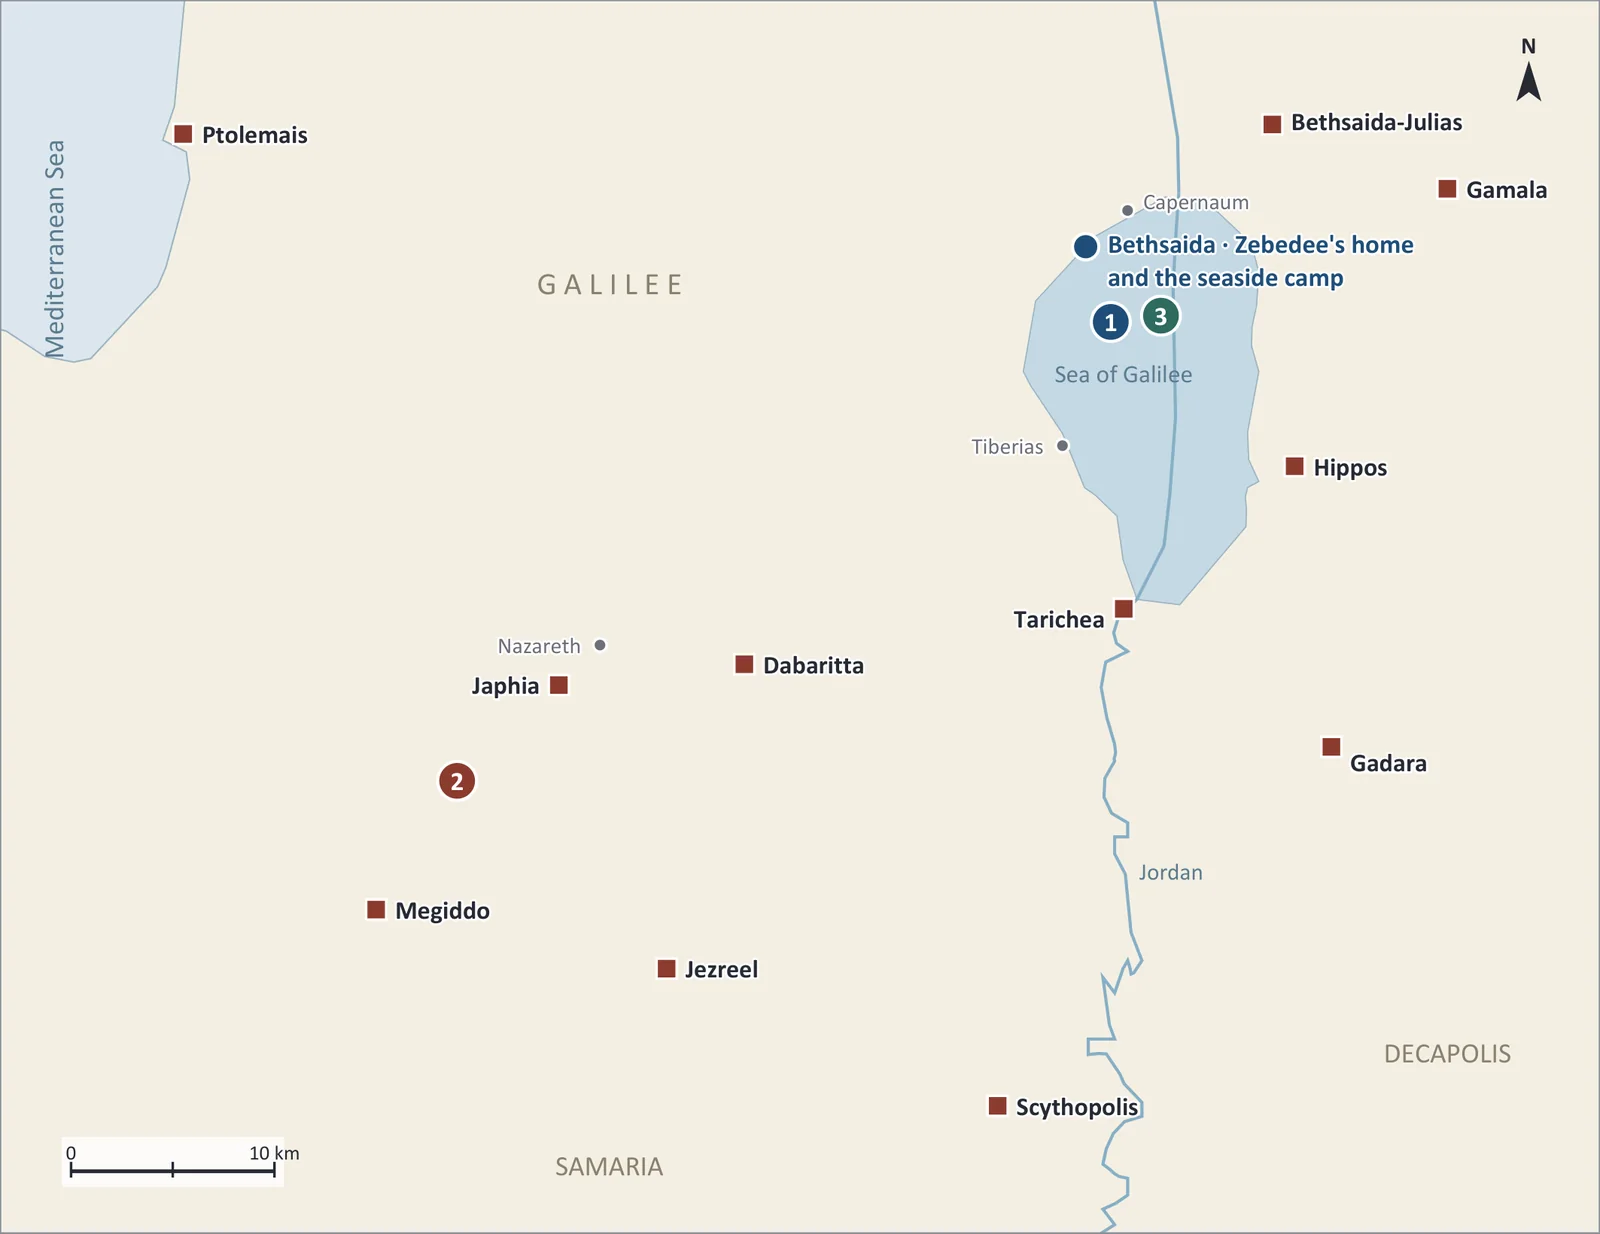 N
Bethsaida-Julias
Ptolemais
Gamala
Capernaum
Mediterranean Sea
Bethsaida · Zebedee's home
and the seaside camp
GALILEE
1
3
Sea of Galilee
Tiberias
Hippos
Tarichea
Nazareth
Dabaritta
Japhia
Gadara
2
Jordan
Megiddo
Jezreel
DECAPOLIS
Scythopolis
0 10 km
SAMARIA